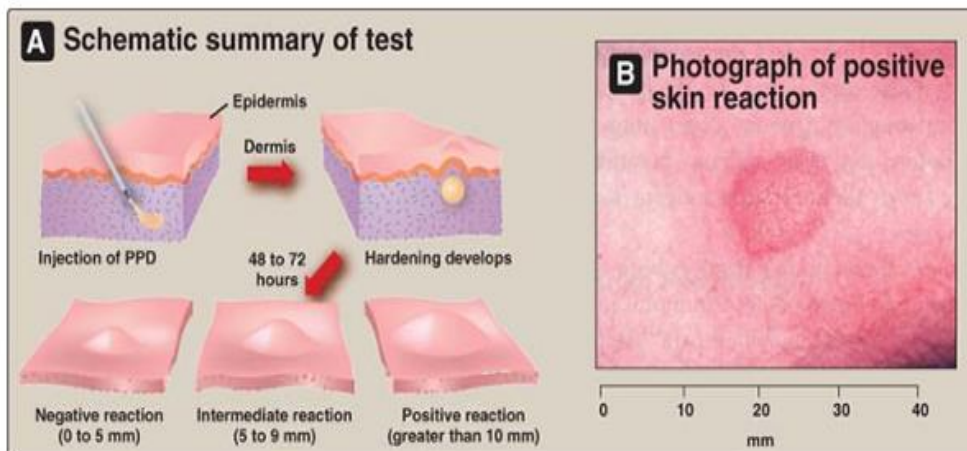 A Schematic summary of test
Epidermis
Dermis
Injection of PPD
48 to 72
hours
Hardening develops
Negative reaction
(0 to 5 mm)
Intermediate reaction
(5 to 9 mm)
Positive reaction
(greater than 10 mm)
B Photograph of positive
skin reaction
0 10 20 30 40
mm